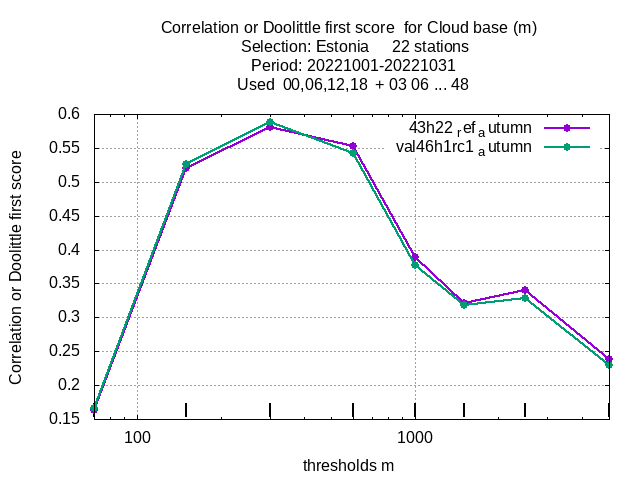 Correlation or Doolittle first score  for Cloud base (m)
Selection: Estonia     22 stations
Period: 20221001-20221031
Used  00,06,12,18  + 03 06 ... 48
0.6
0.55
0.5
0.45
0.4
0.35
0.3
0.25
0.2
0.15
Correlation or Doolittle first score
43h22 ref autumn
val46h1rc1 autumn
100
1000
thresholds m